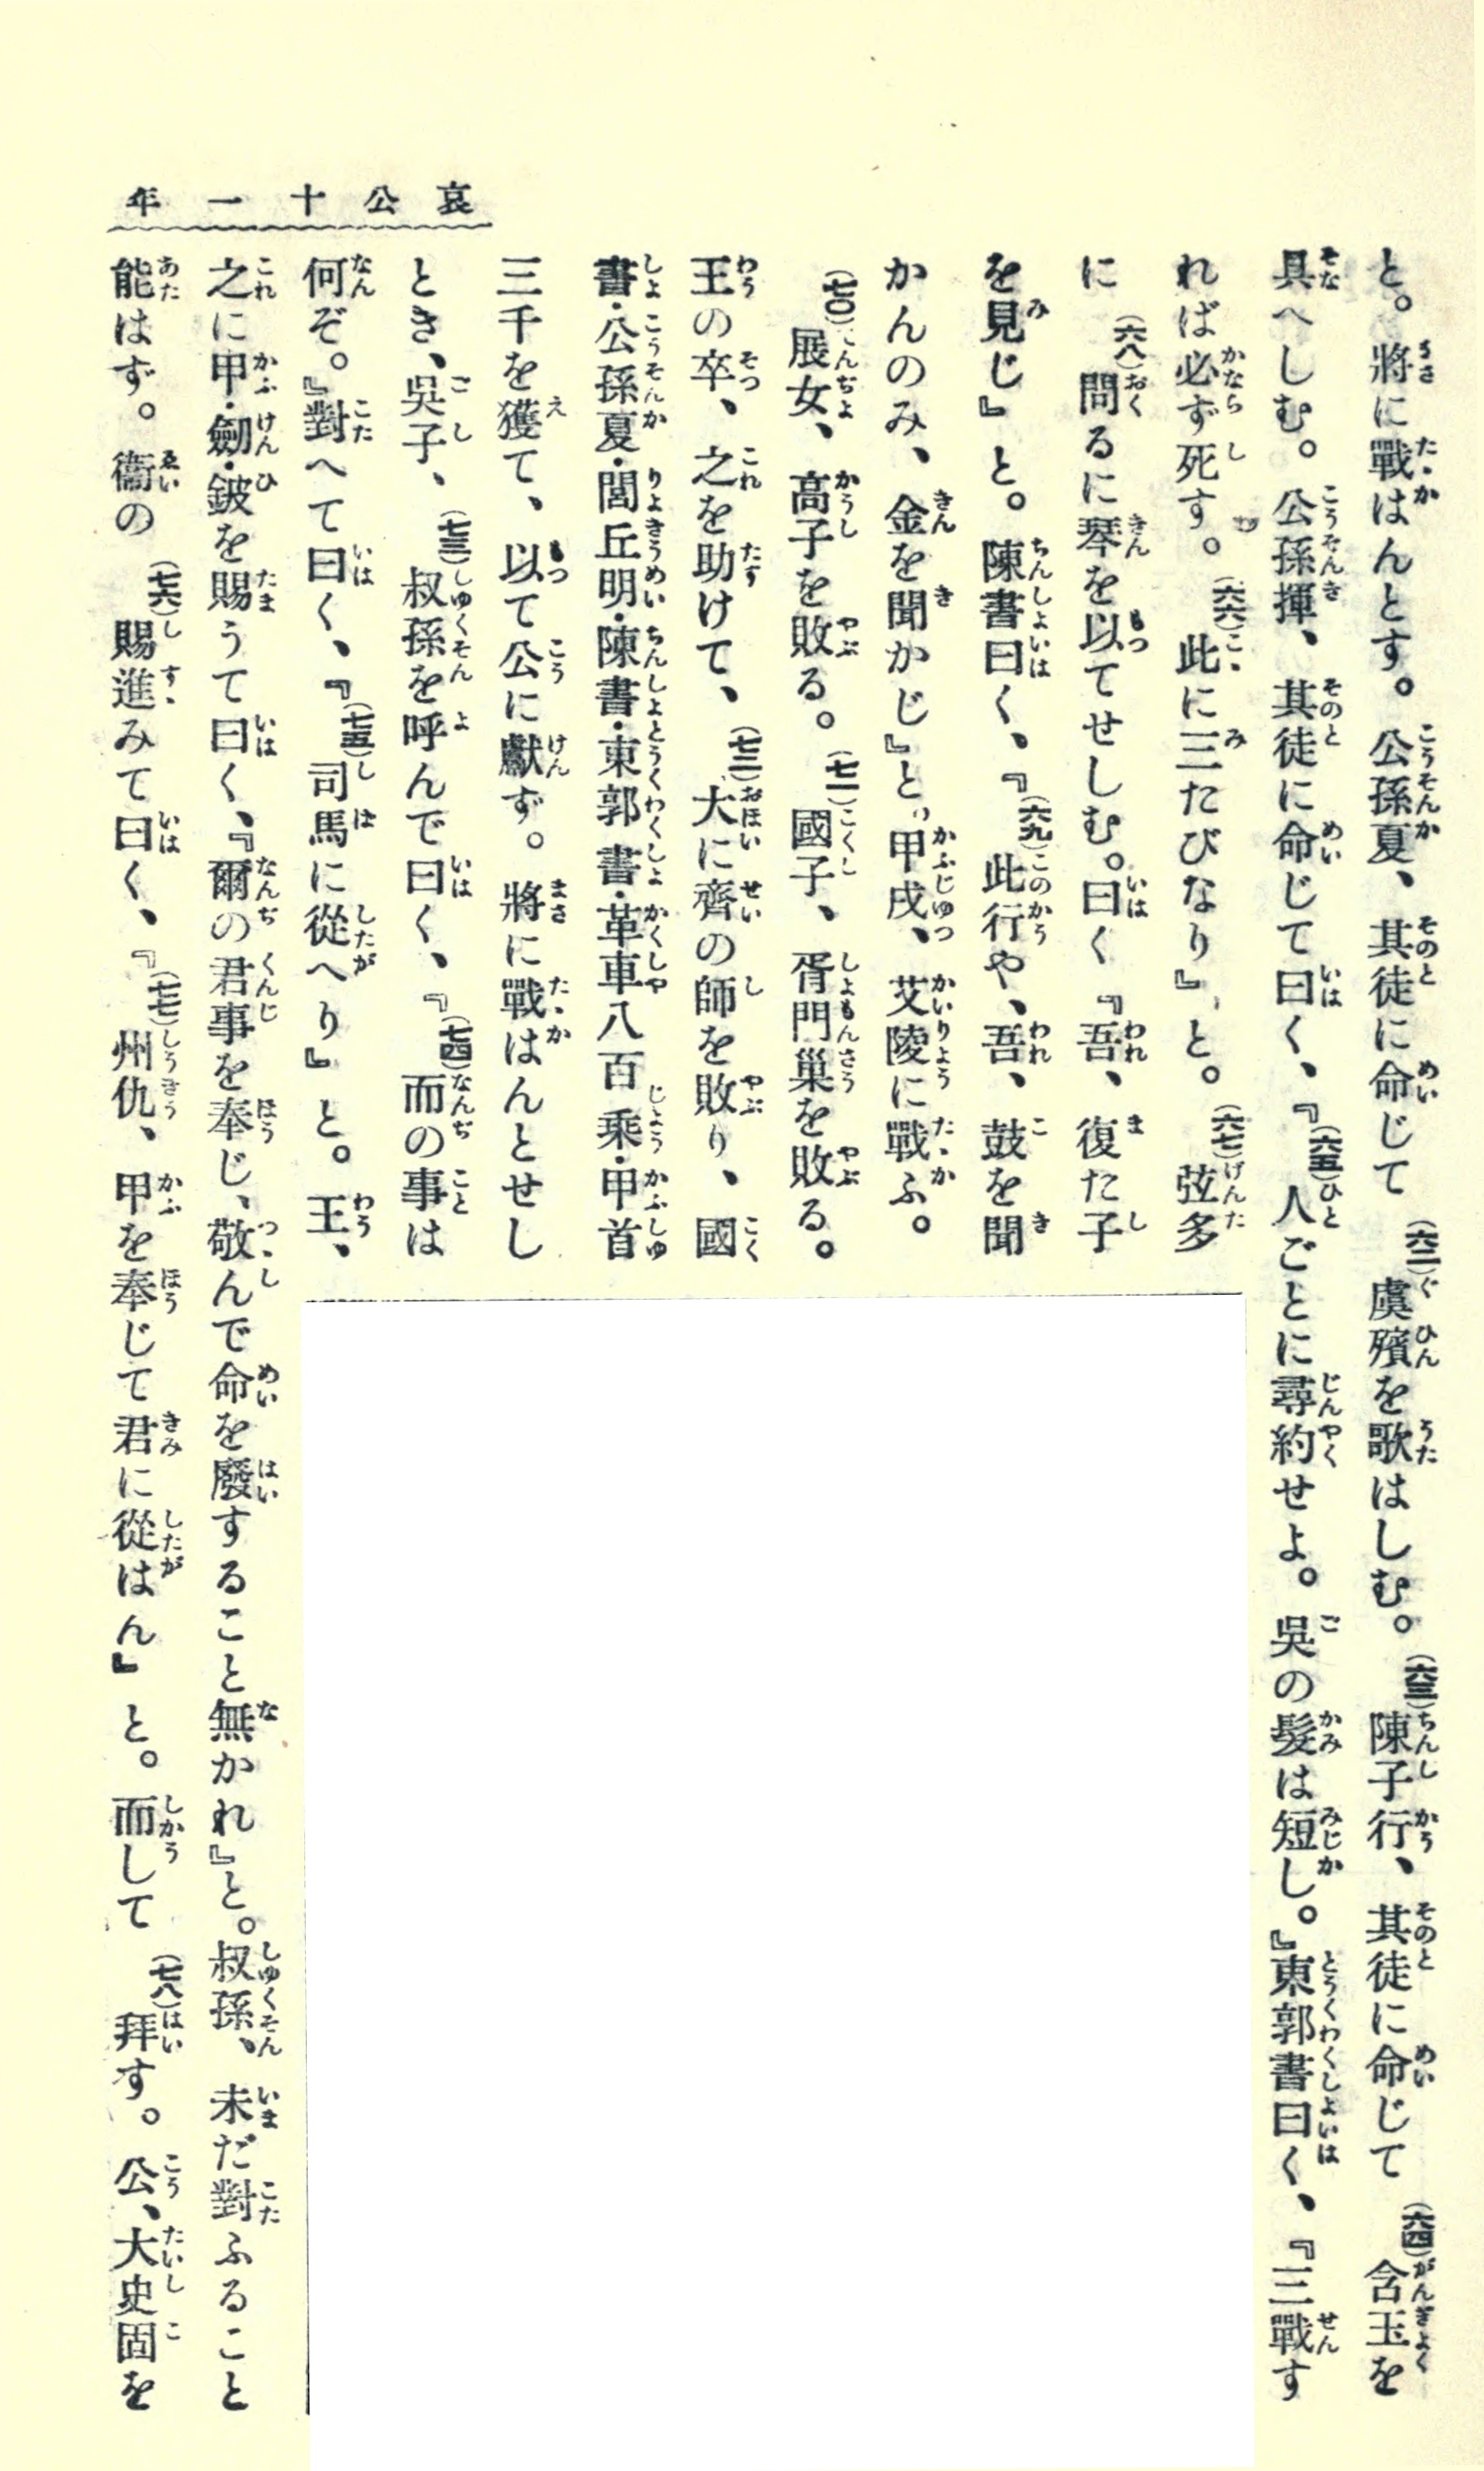 哀公十一年
と。將に戰はんとす。公孫夏、其徒に命じて(六二)虞殯を歌はしむ。(六三)陳子行、其徒に命じて(六四)含玉を
具へしむ。公孫揮、其徒に命じて曰く、『(六五)人ごとに尋約せよ。吳の髮は短し。』東郭書曰く、『三戰す
れば必ず死す。(六六)此に三たびなり』と。(六七)弦多
に(六八)問るに琴を以てせしむ。曰く『吾、復た子
を見じ』と。陳書曰く、『(六九)此行や、吾、鼓を聞
かんのみ、金を聞かじ』と。甲戌、艾陵に戰ふ。
(七〇)展女、高子を敗る。(七一)國子、胥門巢を敗る。
王の卒、之を助けて、(七二)大に齊の師を敗り、國
書・公孫夏・閭丘明・陳書・東郭書・革車八百乘・甲首
三千を獲て、以て公に獻ず。將に戰はんとせし
とき、吳子、(七三)叔孫を呼んで曰く、『(七四)而の事は
何ぞ。』對へて曰く、『(七五)司馬に從へり』と。王、
之に甲・劒・鈹を賜うて曰く、『爾の君事を奉じ、敬んで命を廢すること無かれ』と。叔孫、未だ對ふること
能はず。衞の(七六)賜進みて曰く、『(七七)州仇、甲を奉じて君に從はん』と。而して(七八)拜す。公、大史固を